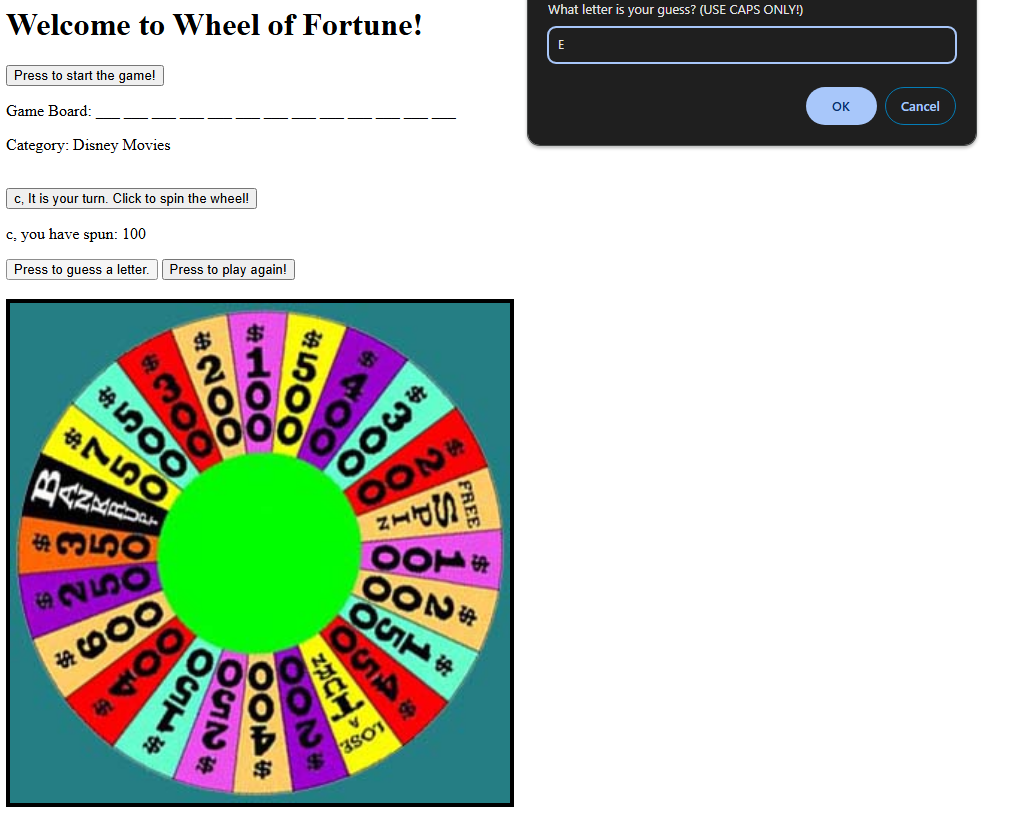 Welcome to Wheel of Fortune!
What letter is your guess? (USE CAPS ONLY!)
E
OK
Cancel
Press to start the game!
Game Board: ___ ___ ___ ___ ___ ___ ___ ___ ___ ___ ___ ___ ___
Category: Disney Movies
c, It is your turn. Click to spin the wheel!
c, you have spun: 100
Press to guess a letter.
Press to play again!
$100
$500
$400
$300
$200
FREE SPIN
$100
$200
$150
$450
LOSE A TURN
$200
$400
$250
$150
$400
$600
$250
$350
BANKRUPT
$750
$500
$300
$200